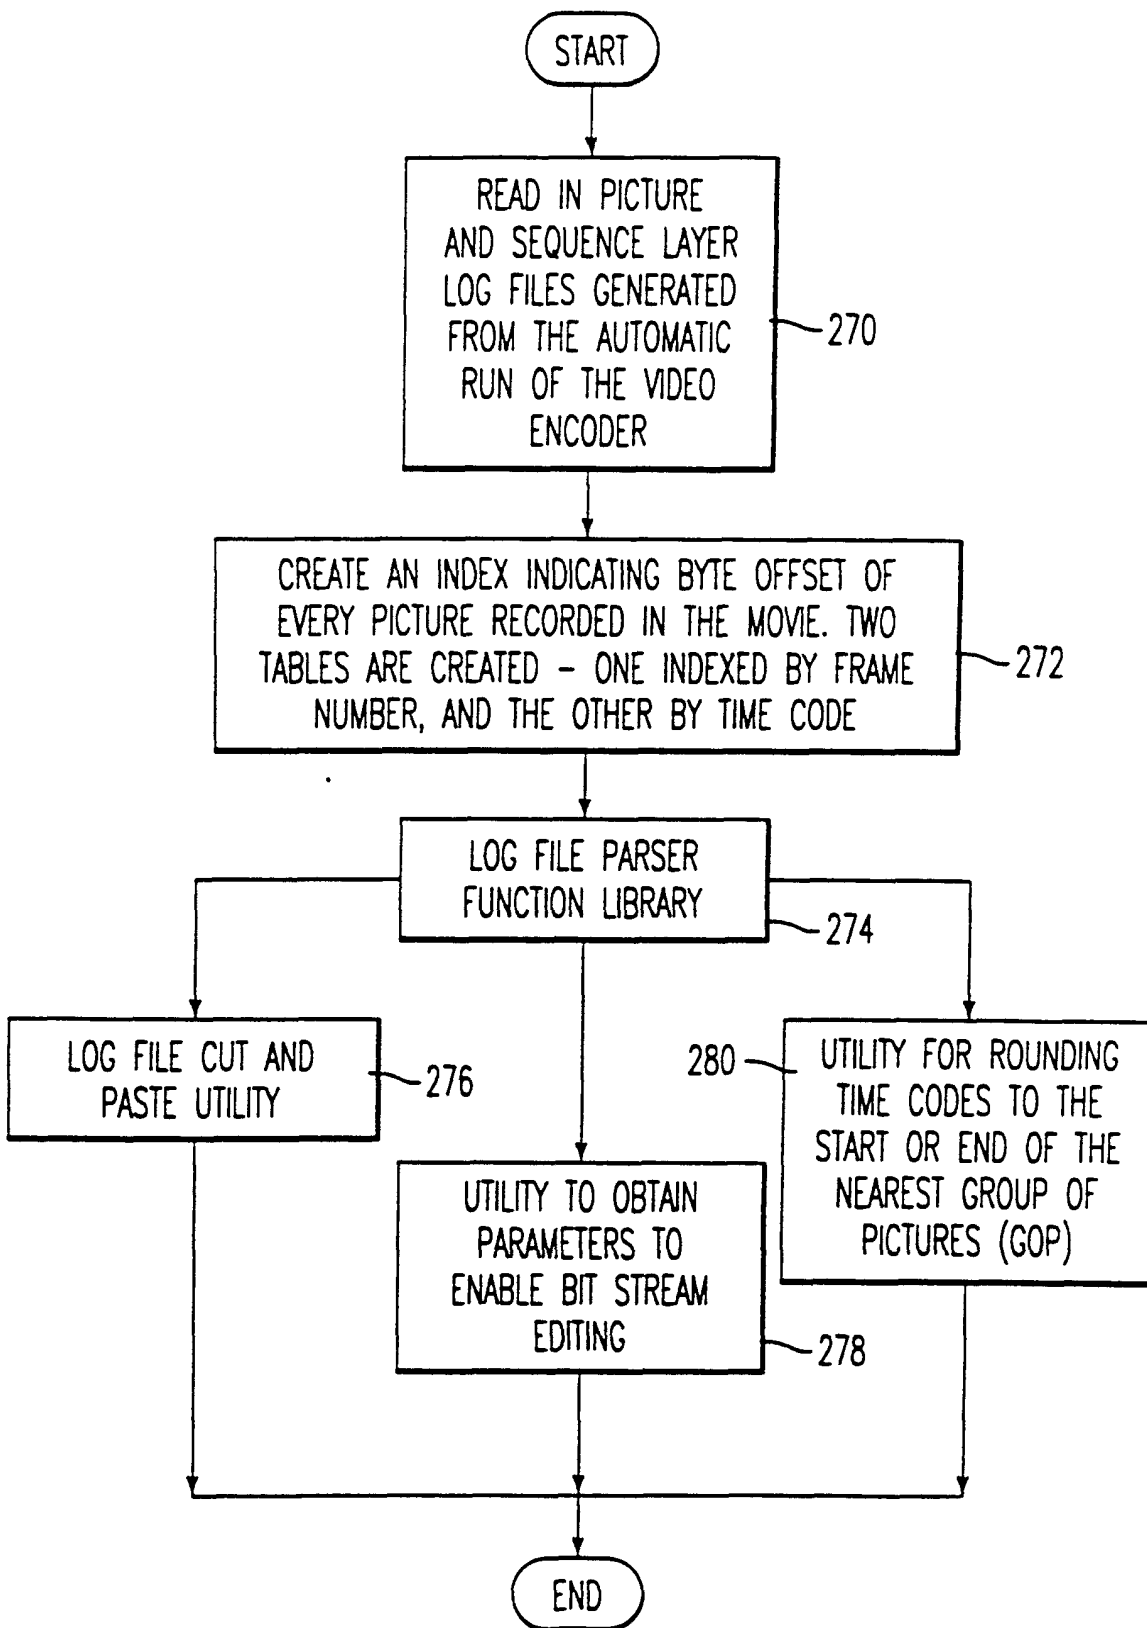 START
READ IN PICTURE
AND SEQUENCE LAYER
LOG FILES GENERATED
FROM THE AUTOMATIC
RUN OF THE VIDEO
ENCODER
270
CREATE AN INDEX INDICATING BYTE OFFSET OF
EVERY PICTURE RECORDED IN THE MOVIE. TWO
TABLES ARE CREATED – ONE INDEXED BY FRAME
NUMBER, AND THE OTHER BY TIME CODE
272
LOG FILE PARSER
FUNCTION LIBRARY
274
LOG FILE CUT AND
PASTE UTILITY
276
UTILITY TO OBTAIN
PARAMETERS TO
ENABLE BIT STREAM
EDITING
278
280
UTILITY FOR ROUNDING
TIME CODES TO THE
START OR END OF THE
NEAREST GROUP OF
PICTURES (GOP)
END